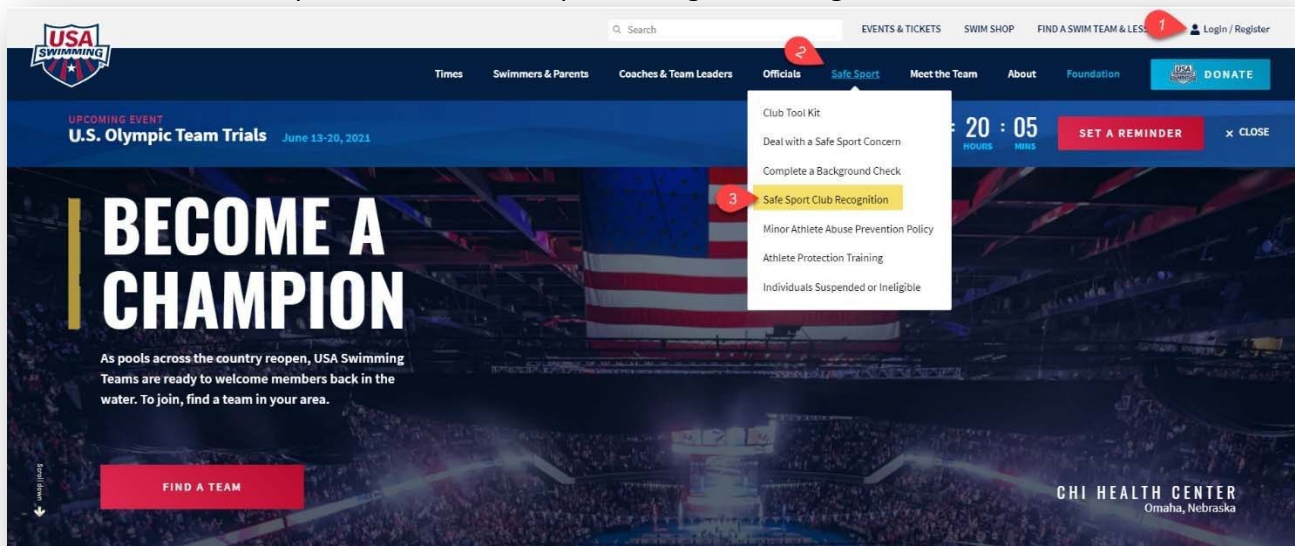 USA
SWIMMING
Search
EVENTS & TICKETS
SWIM SHOP
FIND A SWIM TEAM & LES
1
Login / Register
2
Times
Swimmers & Parents
Coaches & Team Leaders
Officials
Safe Sport
Meet the Team
About
Foundation
USA
SWIMMING
DONATE
UPCOMING EVENT
U.S. Olympic Team Trials June 13-20, 2021
: 20 : 05
HOURS MINS
SET A REMINDER
x CLOSE
Club Tool Kit
Deal with a Safe Sport Concern
Complete a Background Check
3
Safe Sport Club Recognition
Minor Athlete Abuse Prevention Policy
Athlete Protection Training
Individuals Suspended or Ineligible
BECOME A
CHAMPION
As pools across the country reopen, USA Swimming
Teams are ready to welcome members back in the
water. To join, find a team in your area.
Scroll down
FIND A TEAM
CHI HEALTH CENTER
Omaha, Nebraska